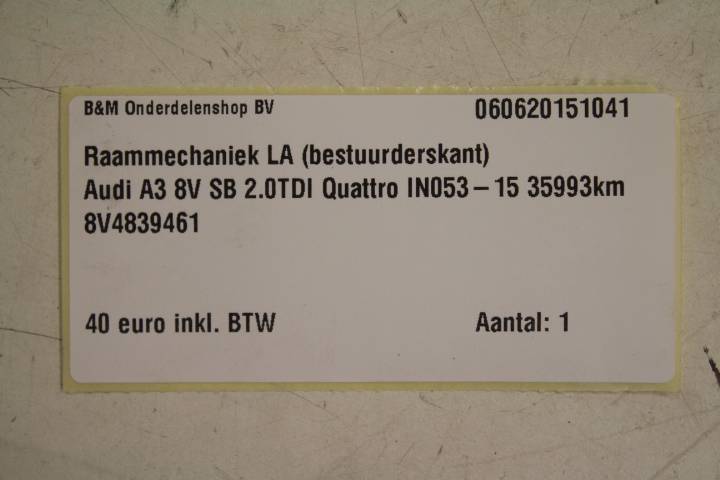 B&M Onderdelenshop BV 060620151041
Raammechaniek LA (bestuurderskant)
Audi A3 8V SB 2.0TDI Quattro IN053 – 15 35993km
8V4839461
40 euro inkl. BTW Aantal: 1